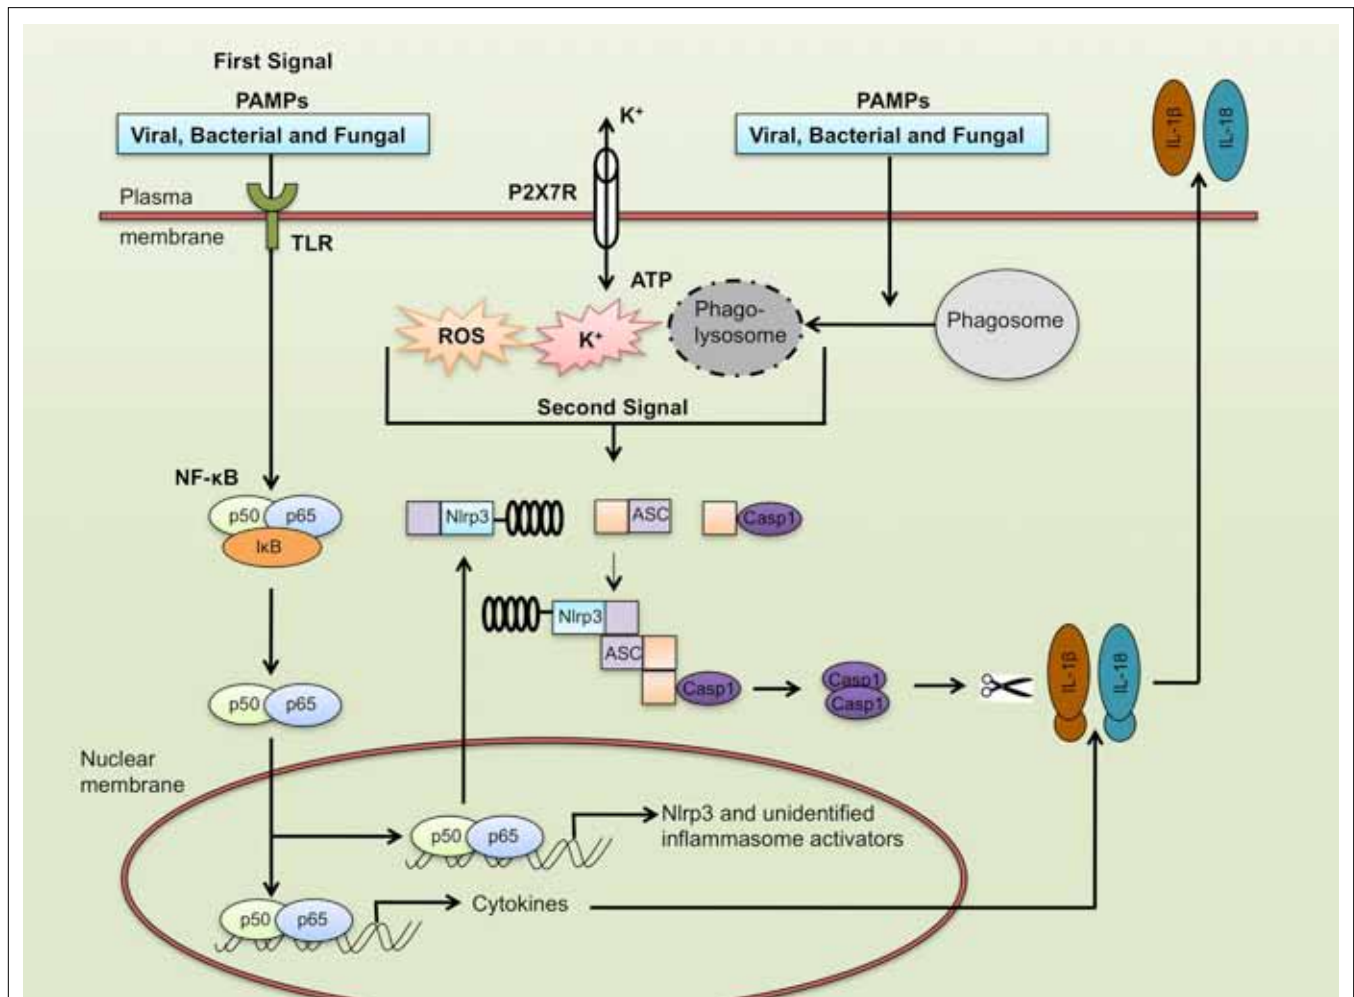 First Signal
PAMPs
Viral, Bacterial and Fungal
K⁺
PAMPs
Viral, Bacterial and Fungal
IL-1β
IL-18
Plasma
membrane
TLR
P2X7R
ATP
ROS
K⁺
Phago-
lysosome
Phagosome
Second Signal
NF-κB
p50
p65
IκB
Nlrp3
ASC
Casp1
Nlrp3
ASC
Casp1
Casp1
Casp1
IL-1β
IL-18
p50
p65
Nuclear
membrane
p50
p65
Nlrp3 and unidentified
inflammasome activators
p50
p65
Cytokines